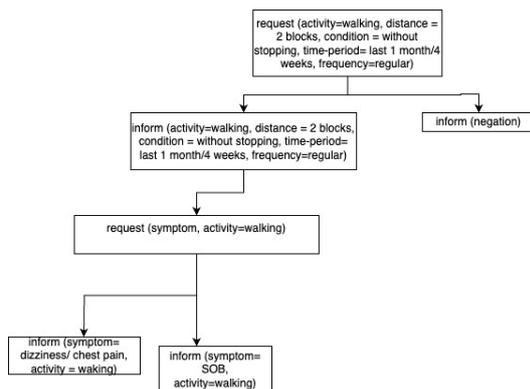 request (activity=walking, distance =
2 blocks, condition = without
stopping, time-period= last 1 month/4
weeks, frequency=regular)
inform (activity=walking, distance = 2 blocks,
condition = without stopping, time-period=
last 1 month/4 weeks, frequency=regular)
inform (negation)
request (symptom, activity=walking)
inform (symptom=
dizziness/ chest pain,
activity = waking)
inform (symptom=
SOB,
activity=walking)